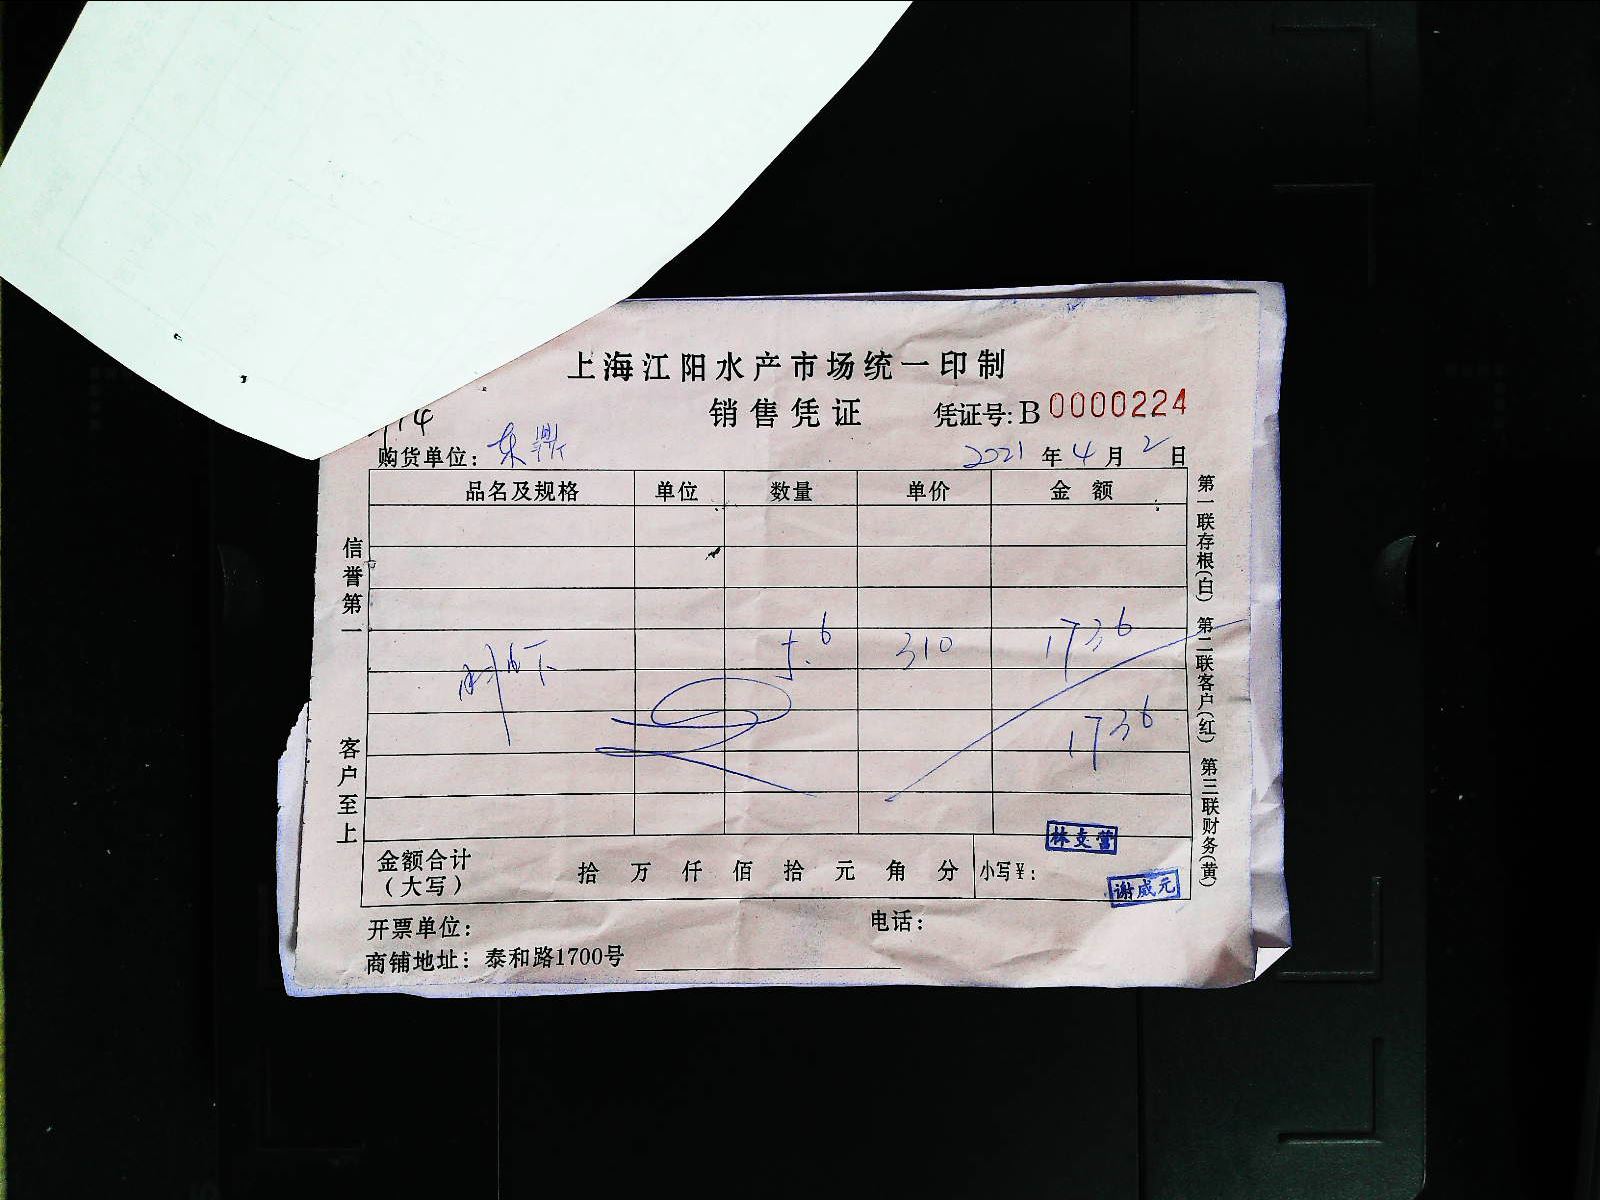 上海江阳水产市场统一印制
销售凭证 凭证号: B 0000224
购货单位: 东鼎 2021 年 4 月 2 日
品名及规格 单位 数量 单价 金额
5.6 310 1736
1736
金额合计（大写） 拾 万 仟 佰 拾 元 角 分 小写¥:
林支营
谢威元
开票单位: 电话:
商铺地址: 泰和路1700号
信誉第一 客户至上
第一联存根(白) 第二联客户(红) 第三联财务(黄)